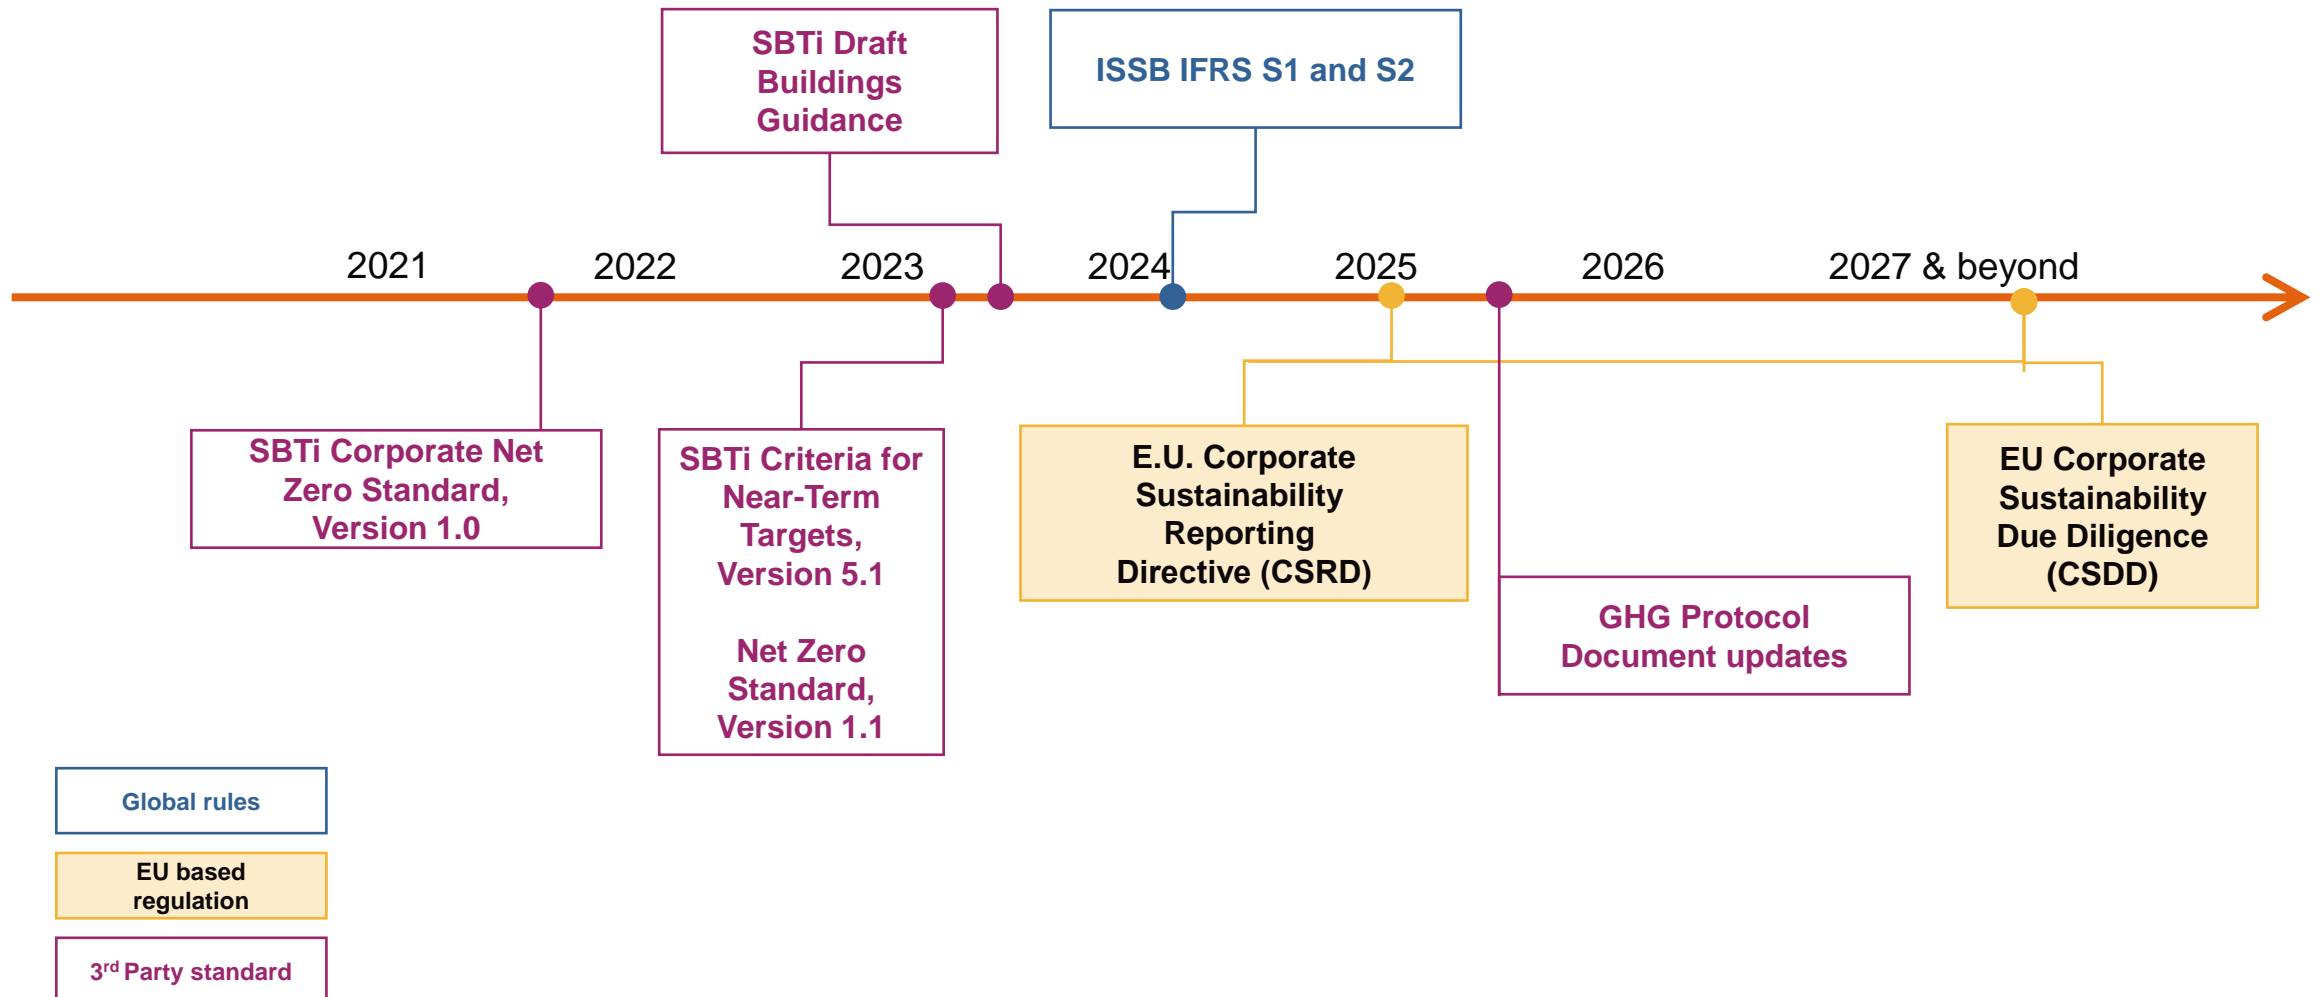 SBTi Draft
Buildings
Guidance
ISSB IFRS S1 and S2
2021
2022
2023
2024
2025
2026
2027 & beyond
SBTi Corporate Net
Zero Standard,
Version 1.0
SBTi Criteria for
Near-Term
Targets,
Version 5.1
Net Zero
Standard,
Version 1.1
E.U. Corporate
Sustainability
Reporting
Directive (CSRD)
GHG Protocol
Document updates
EU Corporate
Sustainability
Due Diligence
(CSDD)
Global rules
EU based
regulation
3rd Party standard